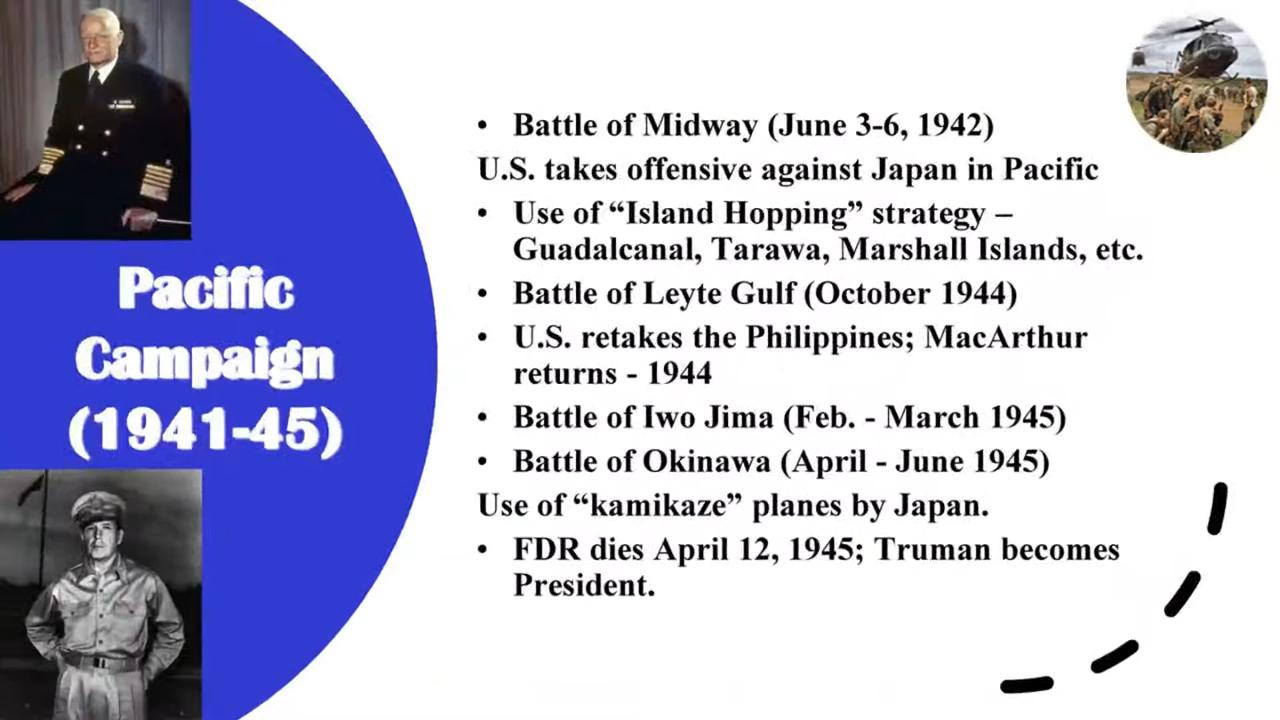 Pacific
Campaign
(1941-45)
• Battle of Midway (June 3-6, 1942)
U.S. takes offensive against Japan in Pacific
• Use of “Island Hopping” strategy –
Guadalcanal, Tarawa, Marshall Islands, etc.
• Battle of Leyte Gulf (October 1944)
• U.S. retakes the Philippines; MacArthur
returns - 1944
• Battle of Iwo Jima (Feb. - March 1945)
• Battle of Okinawa (April - June 1945)
Use of “kamikaze” planes by Japan.
• FDR dies April 12, 1945; Truman becomes
President.